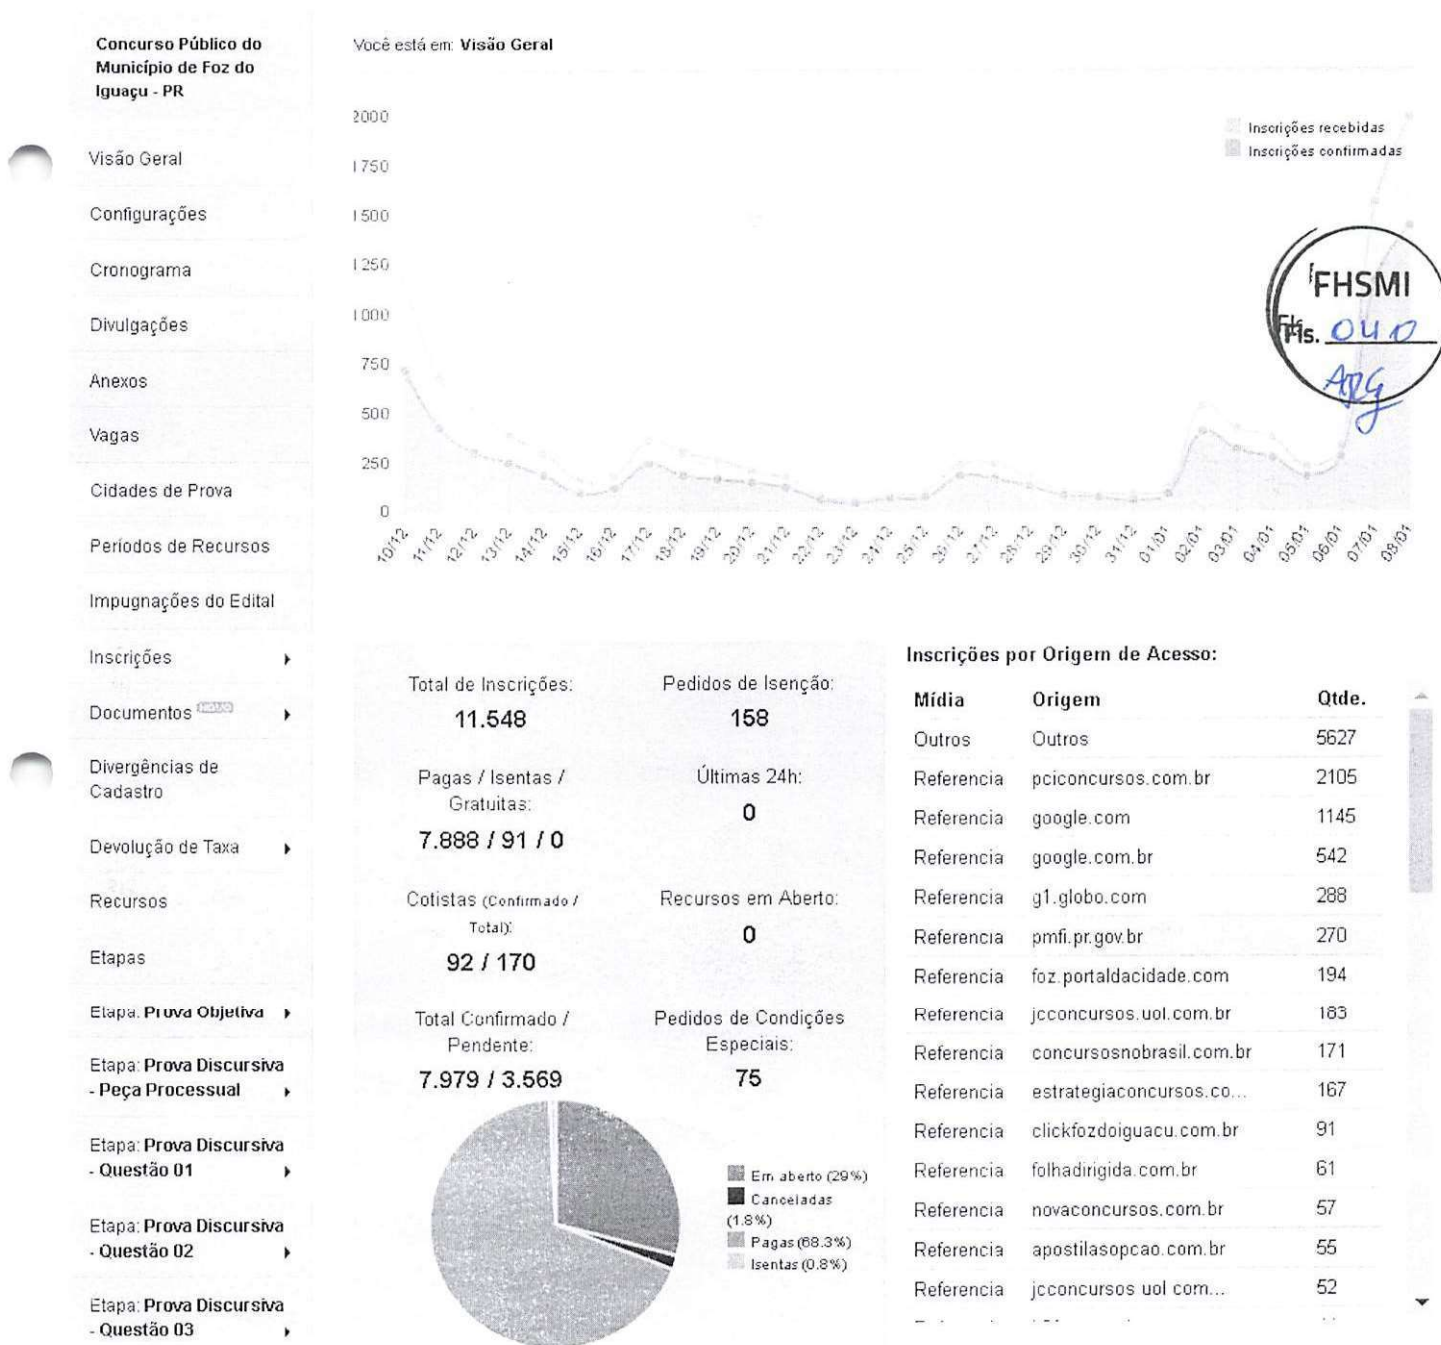 Concurso Público do
Município de Foz do
Iguaçu - PR
Visão Geral
Configurações
Cronograma
Divulgações
Anexos
Vagas
Cidades de Prova
Períodos de Recursos
Impugnações do Edital
Inscrições
Documentos
Divergências de
Cadastro
Devolução de Taxa
Recursos
Etapas
Etapa: Prova Objetiva
Etapa: Prova Discursiva
- Peça Processual
Etapa: Prova Discursiva
- Questão 01
Etapa: Prova Discursiva
- Questão 02
Etapa: Prova Discursiva
- Questão 03
Você está em: Visão Geral
2000
1750
1500
1250
1000
750
500
250
0
Inscrições recebidas
Inscrições confirmadas
FHSMI
Fls. 040
10/12
11/12
12/12
13/12
14/12
15/12
16/12
17/12
18/12
19/12
20/12
21/12
22/12
23/12
24/12
25/12
26/12
27/12
28/12
29/12
30/12
31/12
01/01
02/01
03/01
04/01
05/01
06/01
07/01
08/01
Total de Inscrições:
11.548
Pedidos de Isenção:
158
Pagas / Isentas /
Gratuitas:
7.888 / 91 / 0
Últimas 24h:
0
Cotistas (Confirmado /
Total):
92 / 170
Recursos em Aberto:
0
Total Confirmado /
Pendente:
7.979 / 3.569
Pedidos de Condições
Especiais:
75
Em aberto (29%)
Canceladas
(1.8%)
Pagas (68.3%)
Isentas (0.8%)
Inscrições por Origem de Acesso:
Mídia Origem Qtde.
Outros Outros 5627
Referencia pciconcursos.com.br 2105
Referencia google.com 1145
Referencia google.com.br 542
Referencia g1.globo.com 288
Referencia pmfi.pr.gov.br 270
Referencia foz.portaldacidade.com 194
Referencia jcconcursos.uol.com.br 183
Referencia concursosnobrasil.com.br 171
Referencia estrategiaconcursos.co... 167
Referencia clickfozdoiguacu.com.br 91
Referencia folhadirigida.com.br 61
Referencia novaconcursos.com.br 57
Referencia apostilasopcao.com.br 55
Referencia jcconcursos uol com... 52